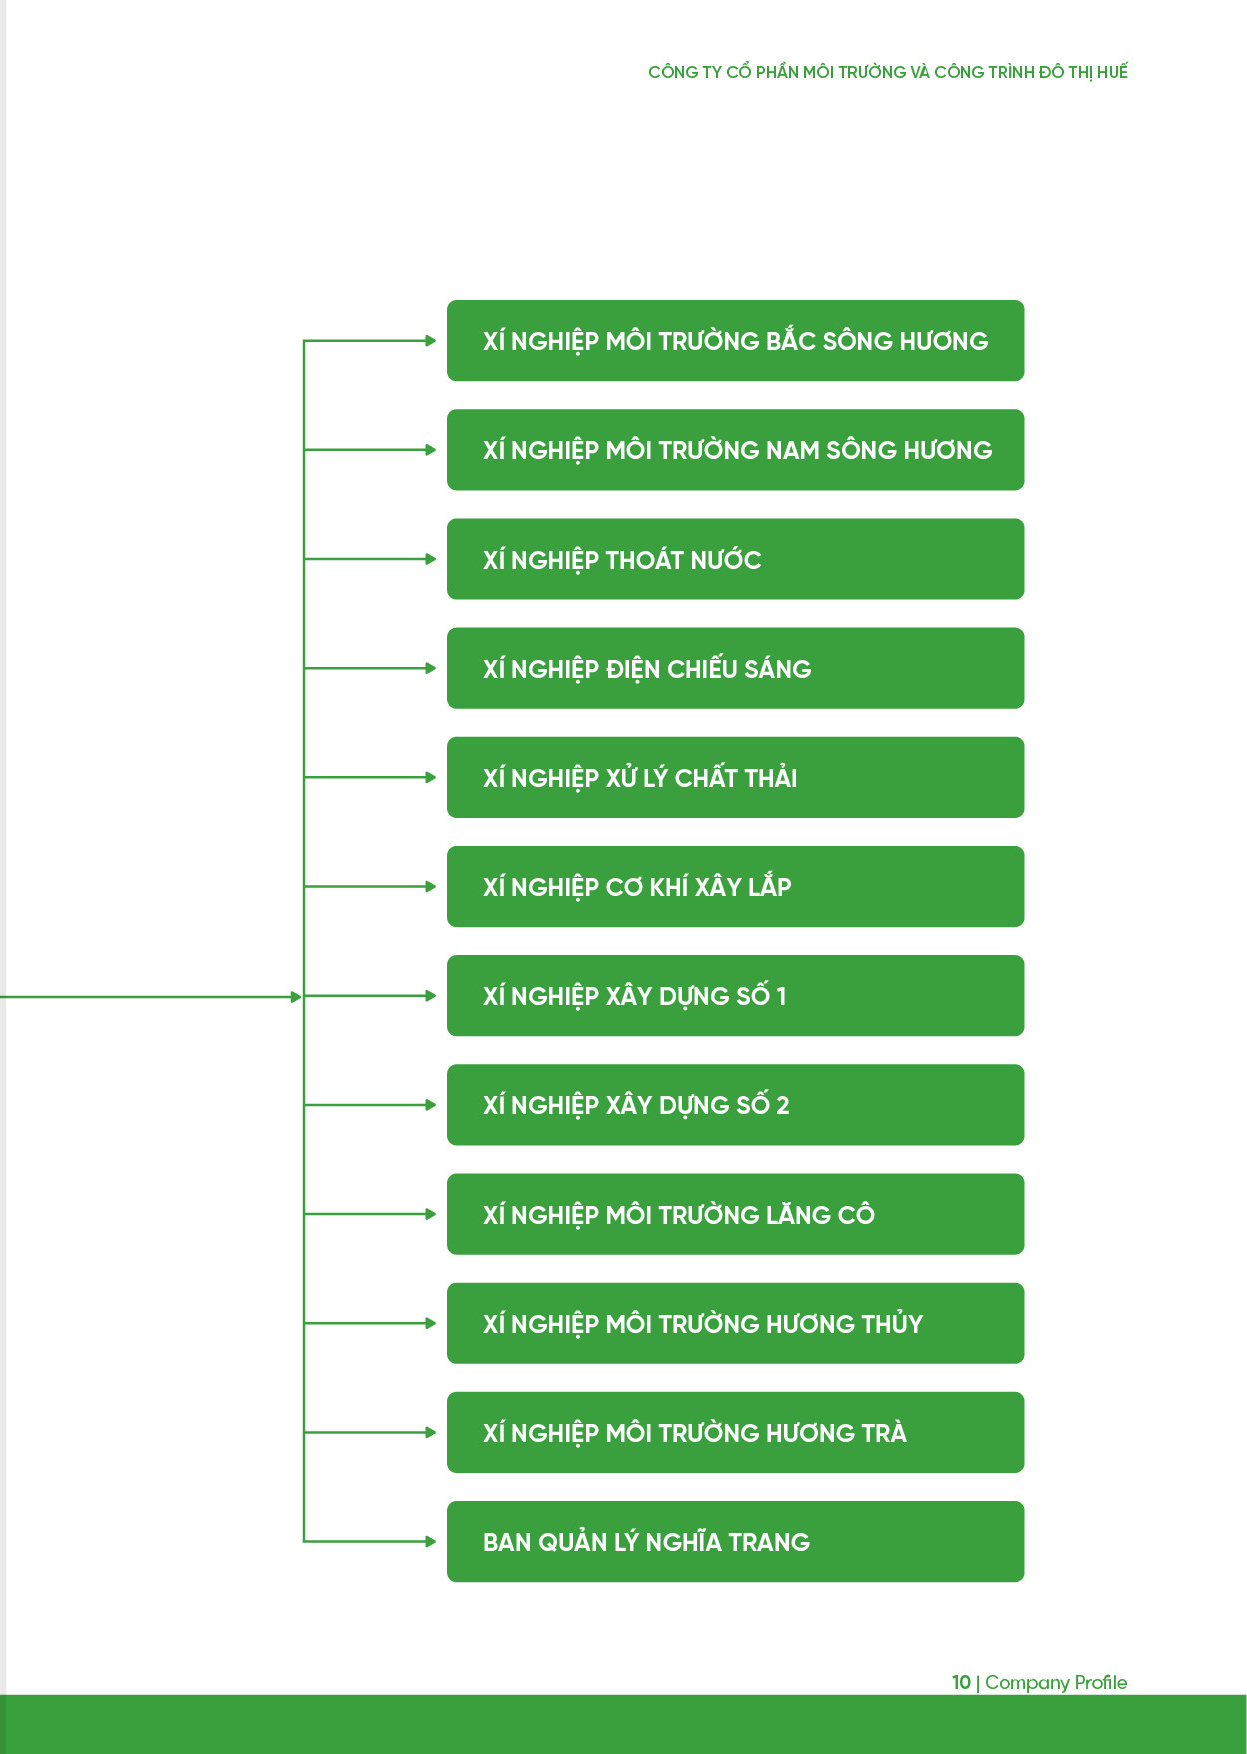 CÔNG TY CỔ PHẦN MÔI TRƯỜNG VÀ CÔNG TRÌNH ĐÔ THỊ HUẾ
XÍ NGHIỆP MÔI TRƯỜNG BẮC SÔNG HƯƠNG
XÍ NGHIỆP MÔI TRƯỜNG NAM SÔNG HƯƠNG
XÍ NGHIỆP THOÁT NƯỚC
XÍ NGHIỆP ĐIỆN CHIẾU SÁNG
XÍ NGHIỆP XỬ LÝ CHẤT THẢI
XÍ NGHIỆP CƠ KHÍ XÂY LẮP
XÍ NGHIỆP XÂY DỰNG SỐ 1
XÍ NGHIỆP XÂY DỰNG SỐ 2
XÍ NGHIỆP MÔI TRƯỜNG LĂNG CÔ
XÍ NGHIỆP MÔI TRƯỜNG HƯƠNG THỦY
XÍ NGHIỆP MÔI TRƯỜNG HƯƠNG TRÀ
BAN QUẢN LÝ NGHĨA TRANG
10 | Company Profile